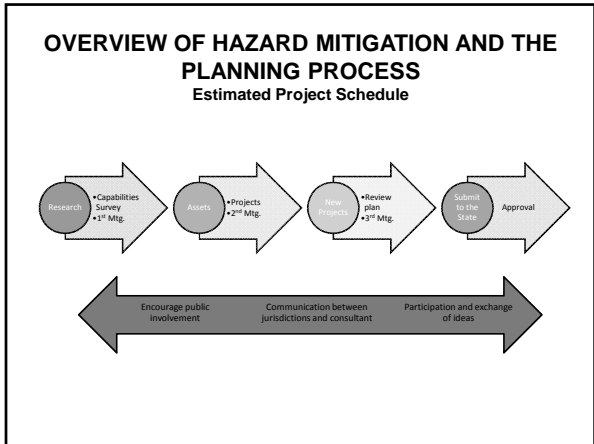 OVERVIEW OF HAZARD MITIGATION AND THE
PLANNING PROCESS
Estimated Project Schedule
Research
•Capabilities
Survey
•1st Mtg.
Assets
•Projects
•2nd Mtg.
New
Projects
•Review
plan
•3rd Mtg.
Submit
to the
State
Approval
Encourage public
involvement
Communication between
jurisdictions and consultant
Participation and exchange
of ideas